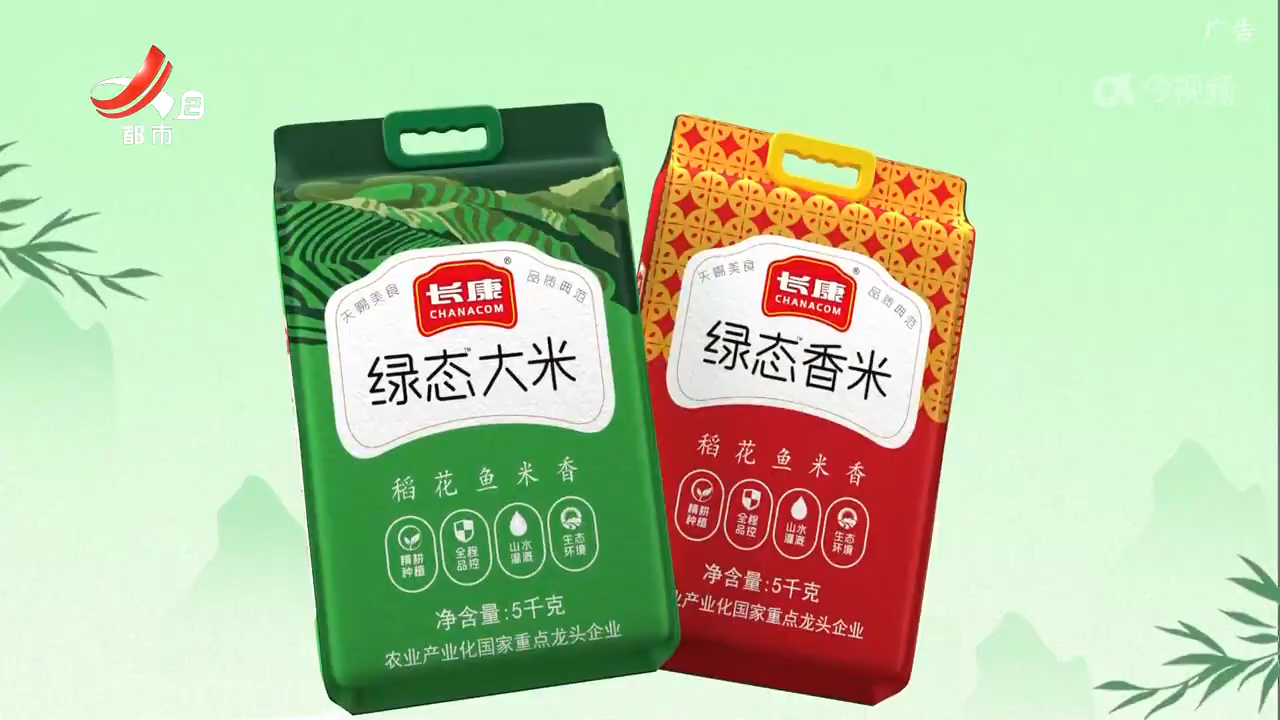 广告
今视频
都市
长康
®
CHANACOM
天赐美食
品质典范
绿态™大米
稻花鱼米香
精耕
种植
全程
品控
山水
灌溉
生态
环境
净含量:5千克
农业产业化国家重点龙头企业
长康
®
CHANACOM
天赐美食
品质典范
绿态™香米
稻花鱼米香
精耕
种植
全程
品控
山水
灌溉
生态
环境
净含量:5千克
业产业化国家重点龙头企业